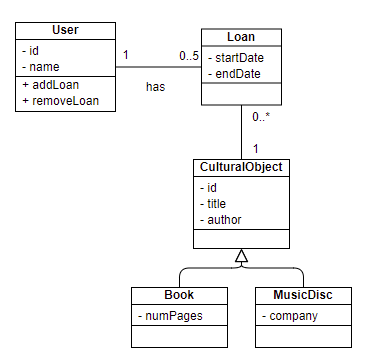 User
- id
- name
+ addLoan
+ removeLoan
1
0..5
has
Loan
- startDate
- endDate
0..*
1
CulturalObject
- id
- title
- author
Book
- numPages
MusicDisc
- company